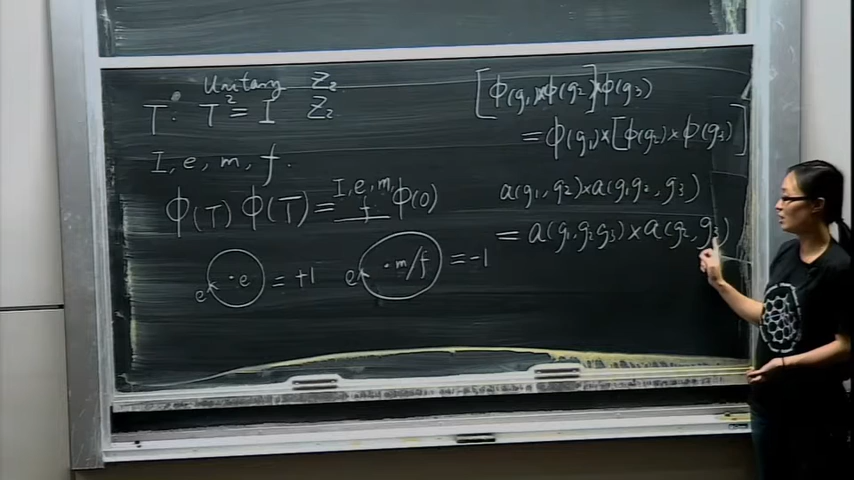 Unitary Z₂
T: T² = I Z₂
I, e, m, f.
Φ(T) Φ(T) = I, e, m, f Φ(0)
e ·e = +1 e ·m/f = -1
[Φ(g₁)×Φ(g₂)]×Φ(g₃)
= Φ(g₁)×[Φ(g₂)×Φ(g₃)]
a(g₁, g₂)×a(g₁g₂, g₃)
= a(g₁, g₂g₃)×a(g₂, g₃)